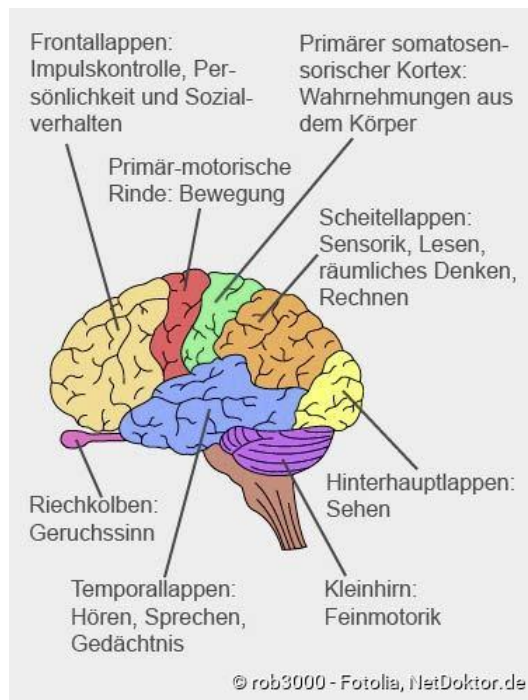 Frontallappen:
Impulskontrolle, Per-
sönlichkeit und Sozial-
verhalten
Primärer somatosen-
sorischer Kortex:
Wahrnehmungen aus
dem Körper
Primär-motorische
Rinde: Bewegung
Scheitellappen:
Sensorik, Lesen,
räumliches Denken,
Rechnen
Hinterhauptlappen:
Sehen
Riechkolben:
Geruchssinn
Temporallappen:
Hören, Sprechen,
Gedächtnis
Kleinhirn:
Feinmotorik
© rob3000 - Fotolia, NetDoktor.de